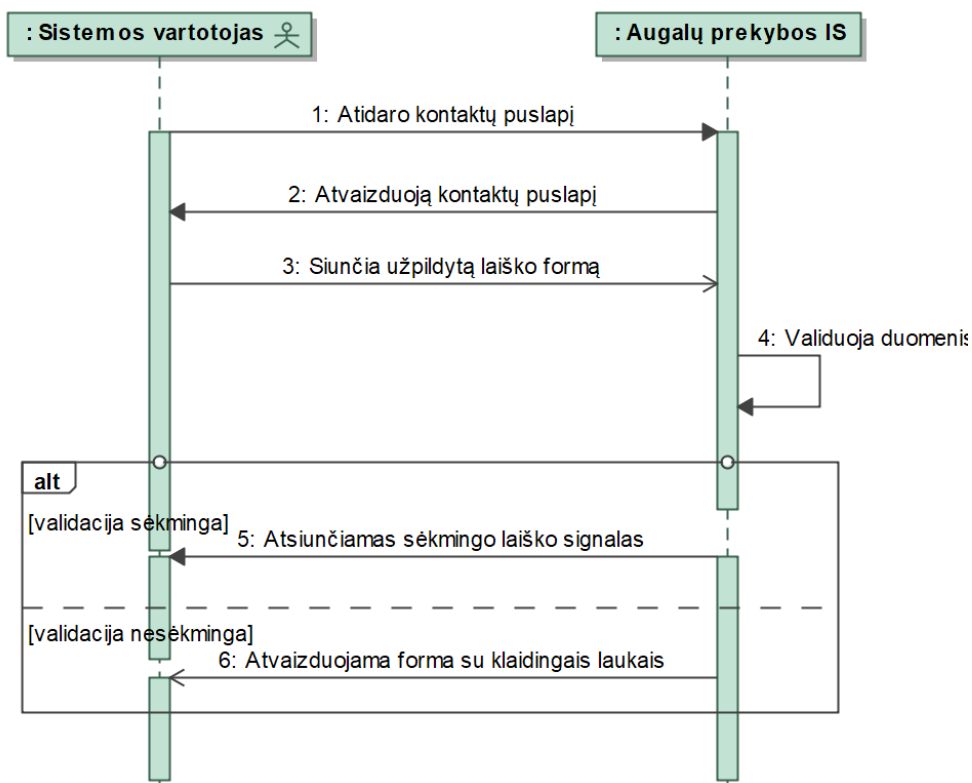 : Sistemos vartotojas
: Augalų prekybos IS
1: Atidaro kontaktų puslapį
2: Atvaizduoją kontaktų puslapį
3: Siunčia užpildytą laiško formą
4: Validuoja duomenis
alt
[validacija sėkminga]
5: Atsiunčiamas sėkmingo laiško signalas
[validacija nesėkminga]
6: Atvaizduojama forma su klaidingais laukais